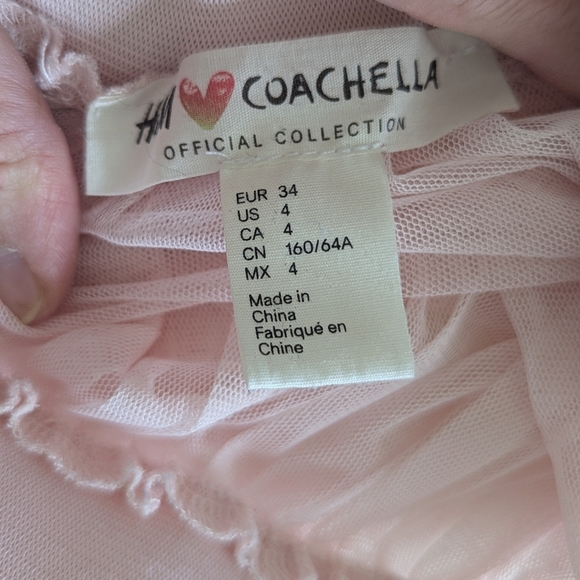 H&M COACHELLA
OFFICIAL COLLECTION
EUR 34
US 4
CA 4
CN 160/64A
MX 4
Made in
China
Fabriqué en
Chine